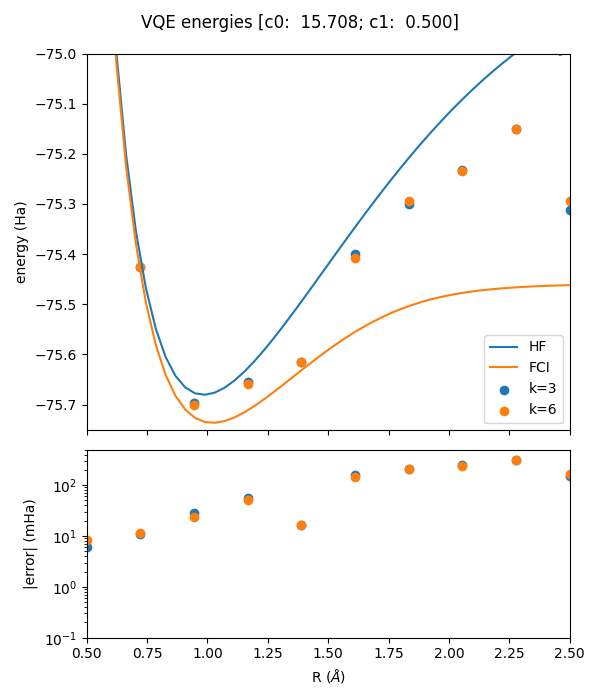 VQE energies [c0:  15.708; c1:  0.500]
−75.0
−75.1
−75.2
−75.3
−75.4
−75.5
−75.6
−75.7
energy (Ha)
HF
FCI
k=3
k=6
10²
10¹
10⁰
10⁻¹
|error| (mHa)
0.50 0.75 1.00 1.25 1.50 1.75 2.00 2.25 2.50
R (Å)